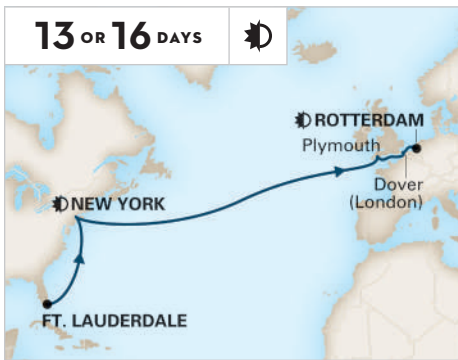 13 OR 16 DAYS
ROTTERDAM
Plymouth
Dover
(London)
NEW YORK
FT. LAUDERDALE